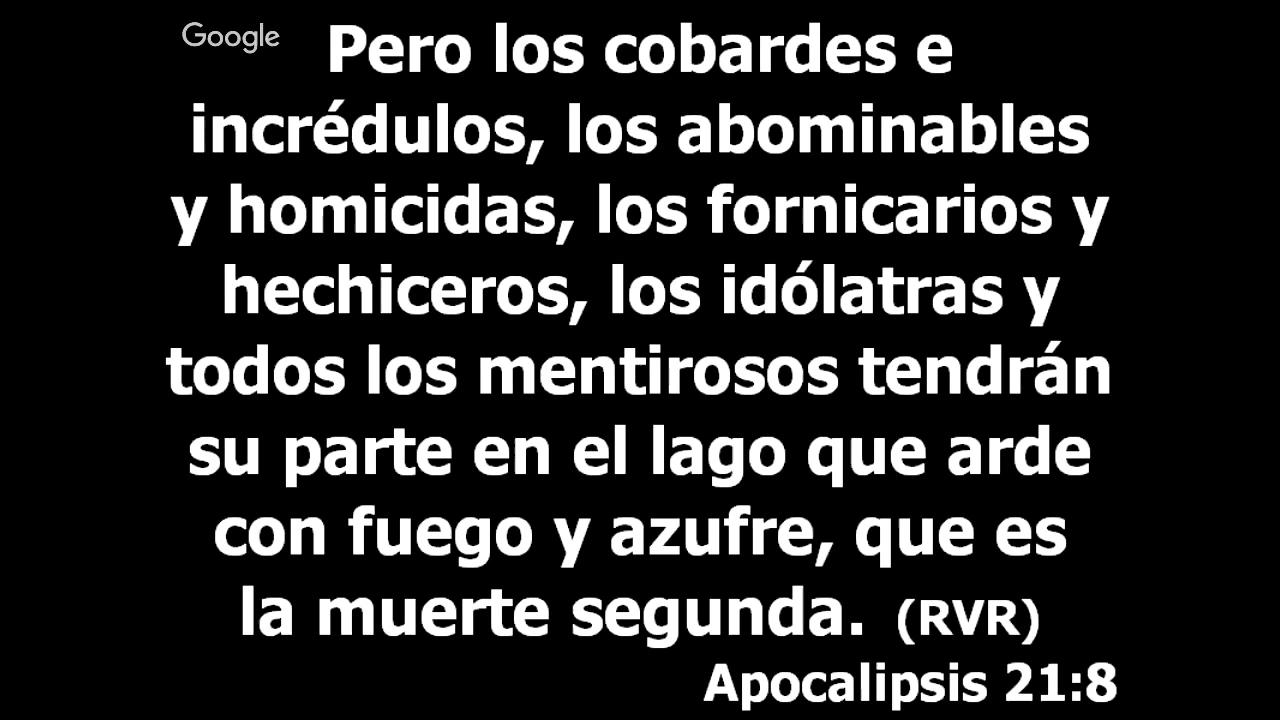 Google
Pero los cobardes e
incrédulos, los abominables
y homicidas, los fornicarios y
hechiceros, los idólatras y
todos los mentirosos tendrán
su parte en el lago que arde
con fuego y azufre, que es
la muerte segunda. (RVR)
Apocalipsis 21:8